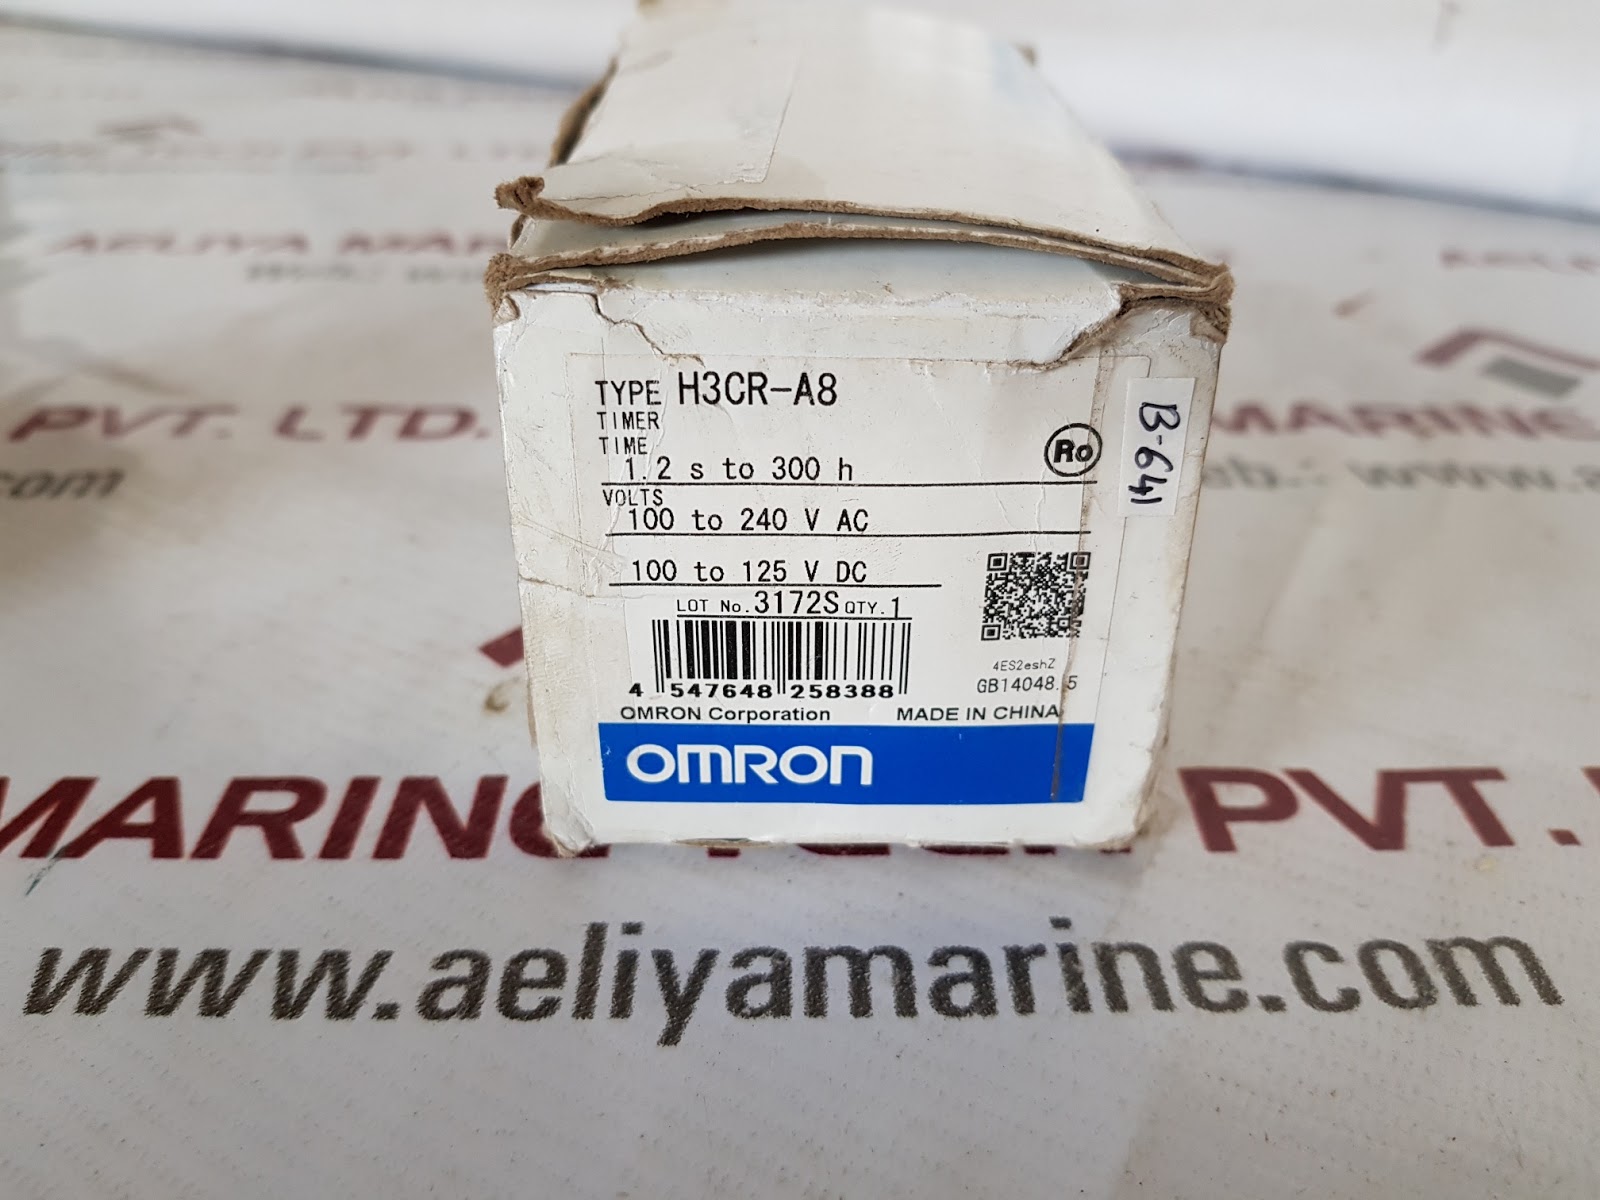 TYPE H3CR-A8
TIMER
TIME
1.2 s to 300 h
Ro
B-641
VOLTS
100 to 240 V AC
100 to 125 V DC
LOT No. 3172S QTY. 1
4 547648 258388
4ES2eshZ
GB14048.5
OMRON Corporation MADE IN CHINA
OMRON
PVT. LTD.
MARINE
.com
PVT.
www.aeliyamarine.com